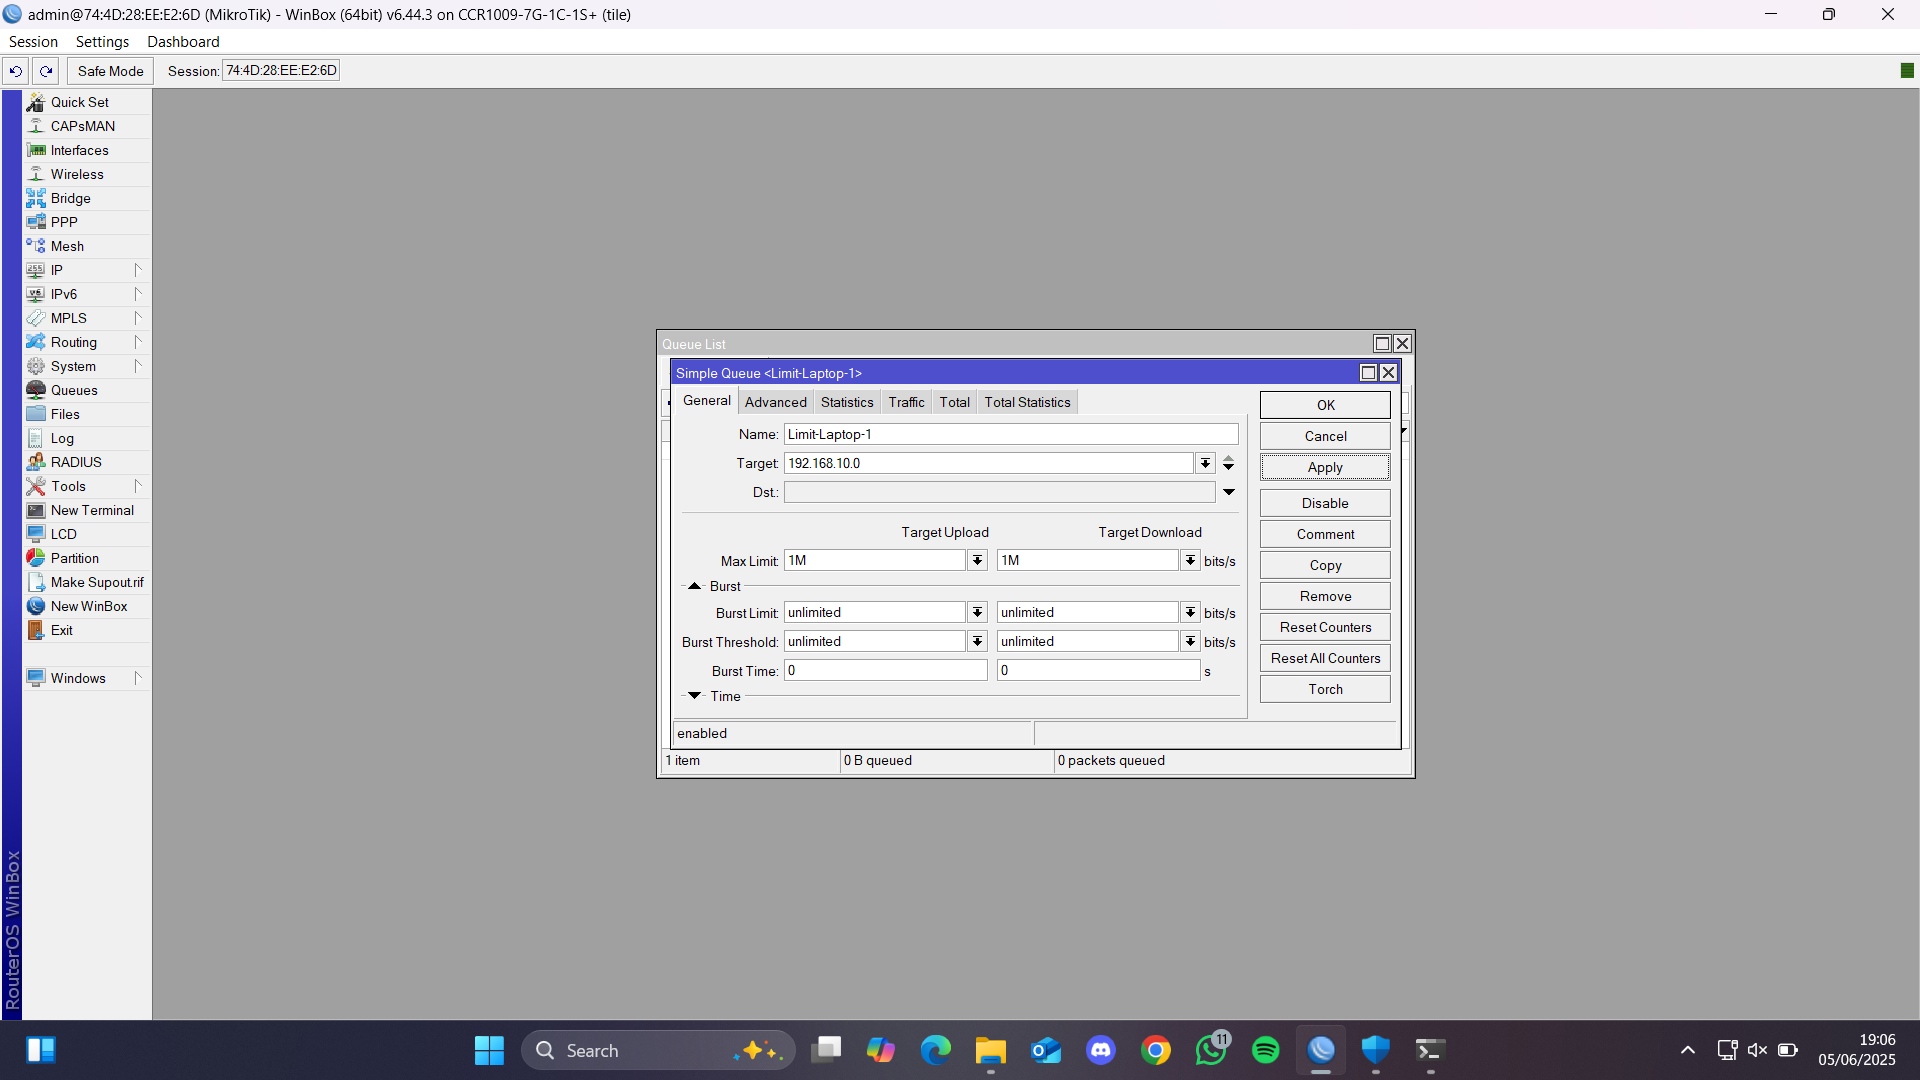 admin@74:4D:28:EE:E2:6D (MikroTik) - WinBox (64bit) v6.44.3 on CCR1009-7G-1C-1S+ (tile)
Session Settings Dashboard
Safe Mode Session: 74:4D:28:EE:E2:6D
Quick Set
CAPsMAN
Interfaces
Wireless
Bridge
PPP
Mesh
IP
IPv6
MPLS
Routing
System
Queues
Files
Log
RADIUS
Tools
New Terminal
LCD
Partition
Make Supout.rif
New WinBox
Exit
Windows
RouterOS WinBox
Queue List
Simple Queue <Limit-Laptop-1>
General Advanced Statistics Traffic Total Total Statistics
Name: Limit-Laptop-1
Target: 192.168.10.0
Dst.:
Target Upload Target Download
Max Limit: 1M 1M bits/s
Burst
Burst Limit: unlimited unlimited bits/s
Burst Threshold: unlimited unlimited bits/s
Burst Time: 0 0 s
Time
enabled
OK
Cancel
Apply
Disable
Comment
Copy
Remove
Reset Counters
Reset All Counters
Torch
1 item 0 B queued 0 packets queued
Search
11
19:06
05/06/2025